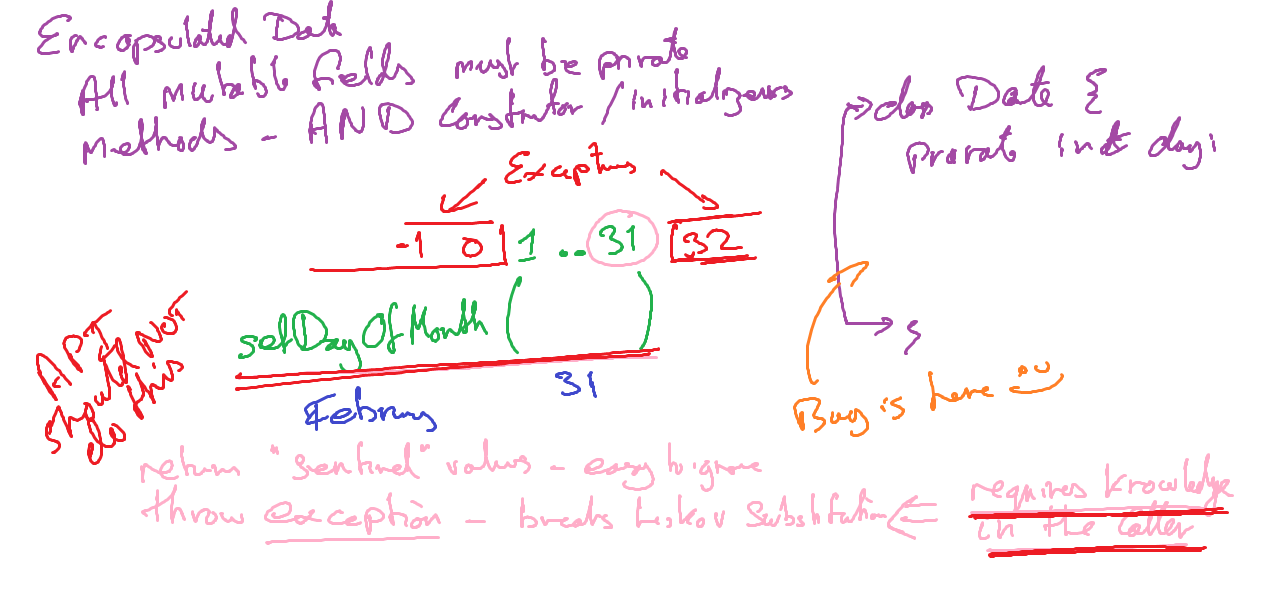 Encapsulated Data
All mutable fields must be private
methods - AND constructor / initializers
class Date {
private int day;
}
Exceptions
-1 0 1 .. 31 32
setDayOfMonth ( )
February 31
API
should NOT
do this
Bug is here
return "sentinel" values - easy to ignore
throw exception - breaks Liskov Substitution ⇐ requires knowledge
in the caller